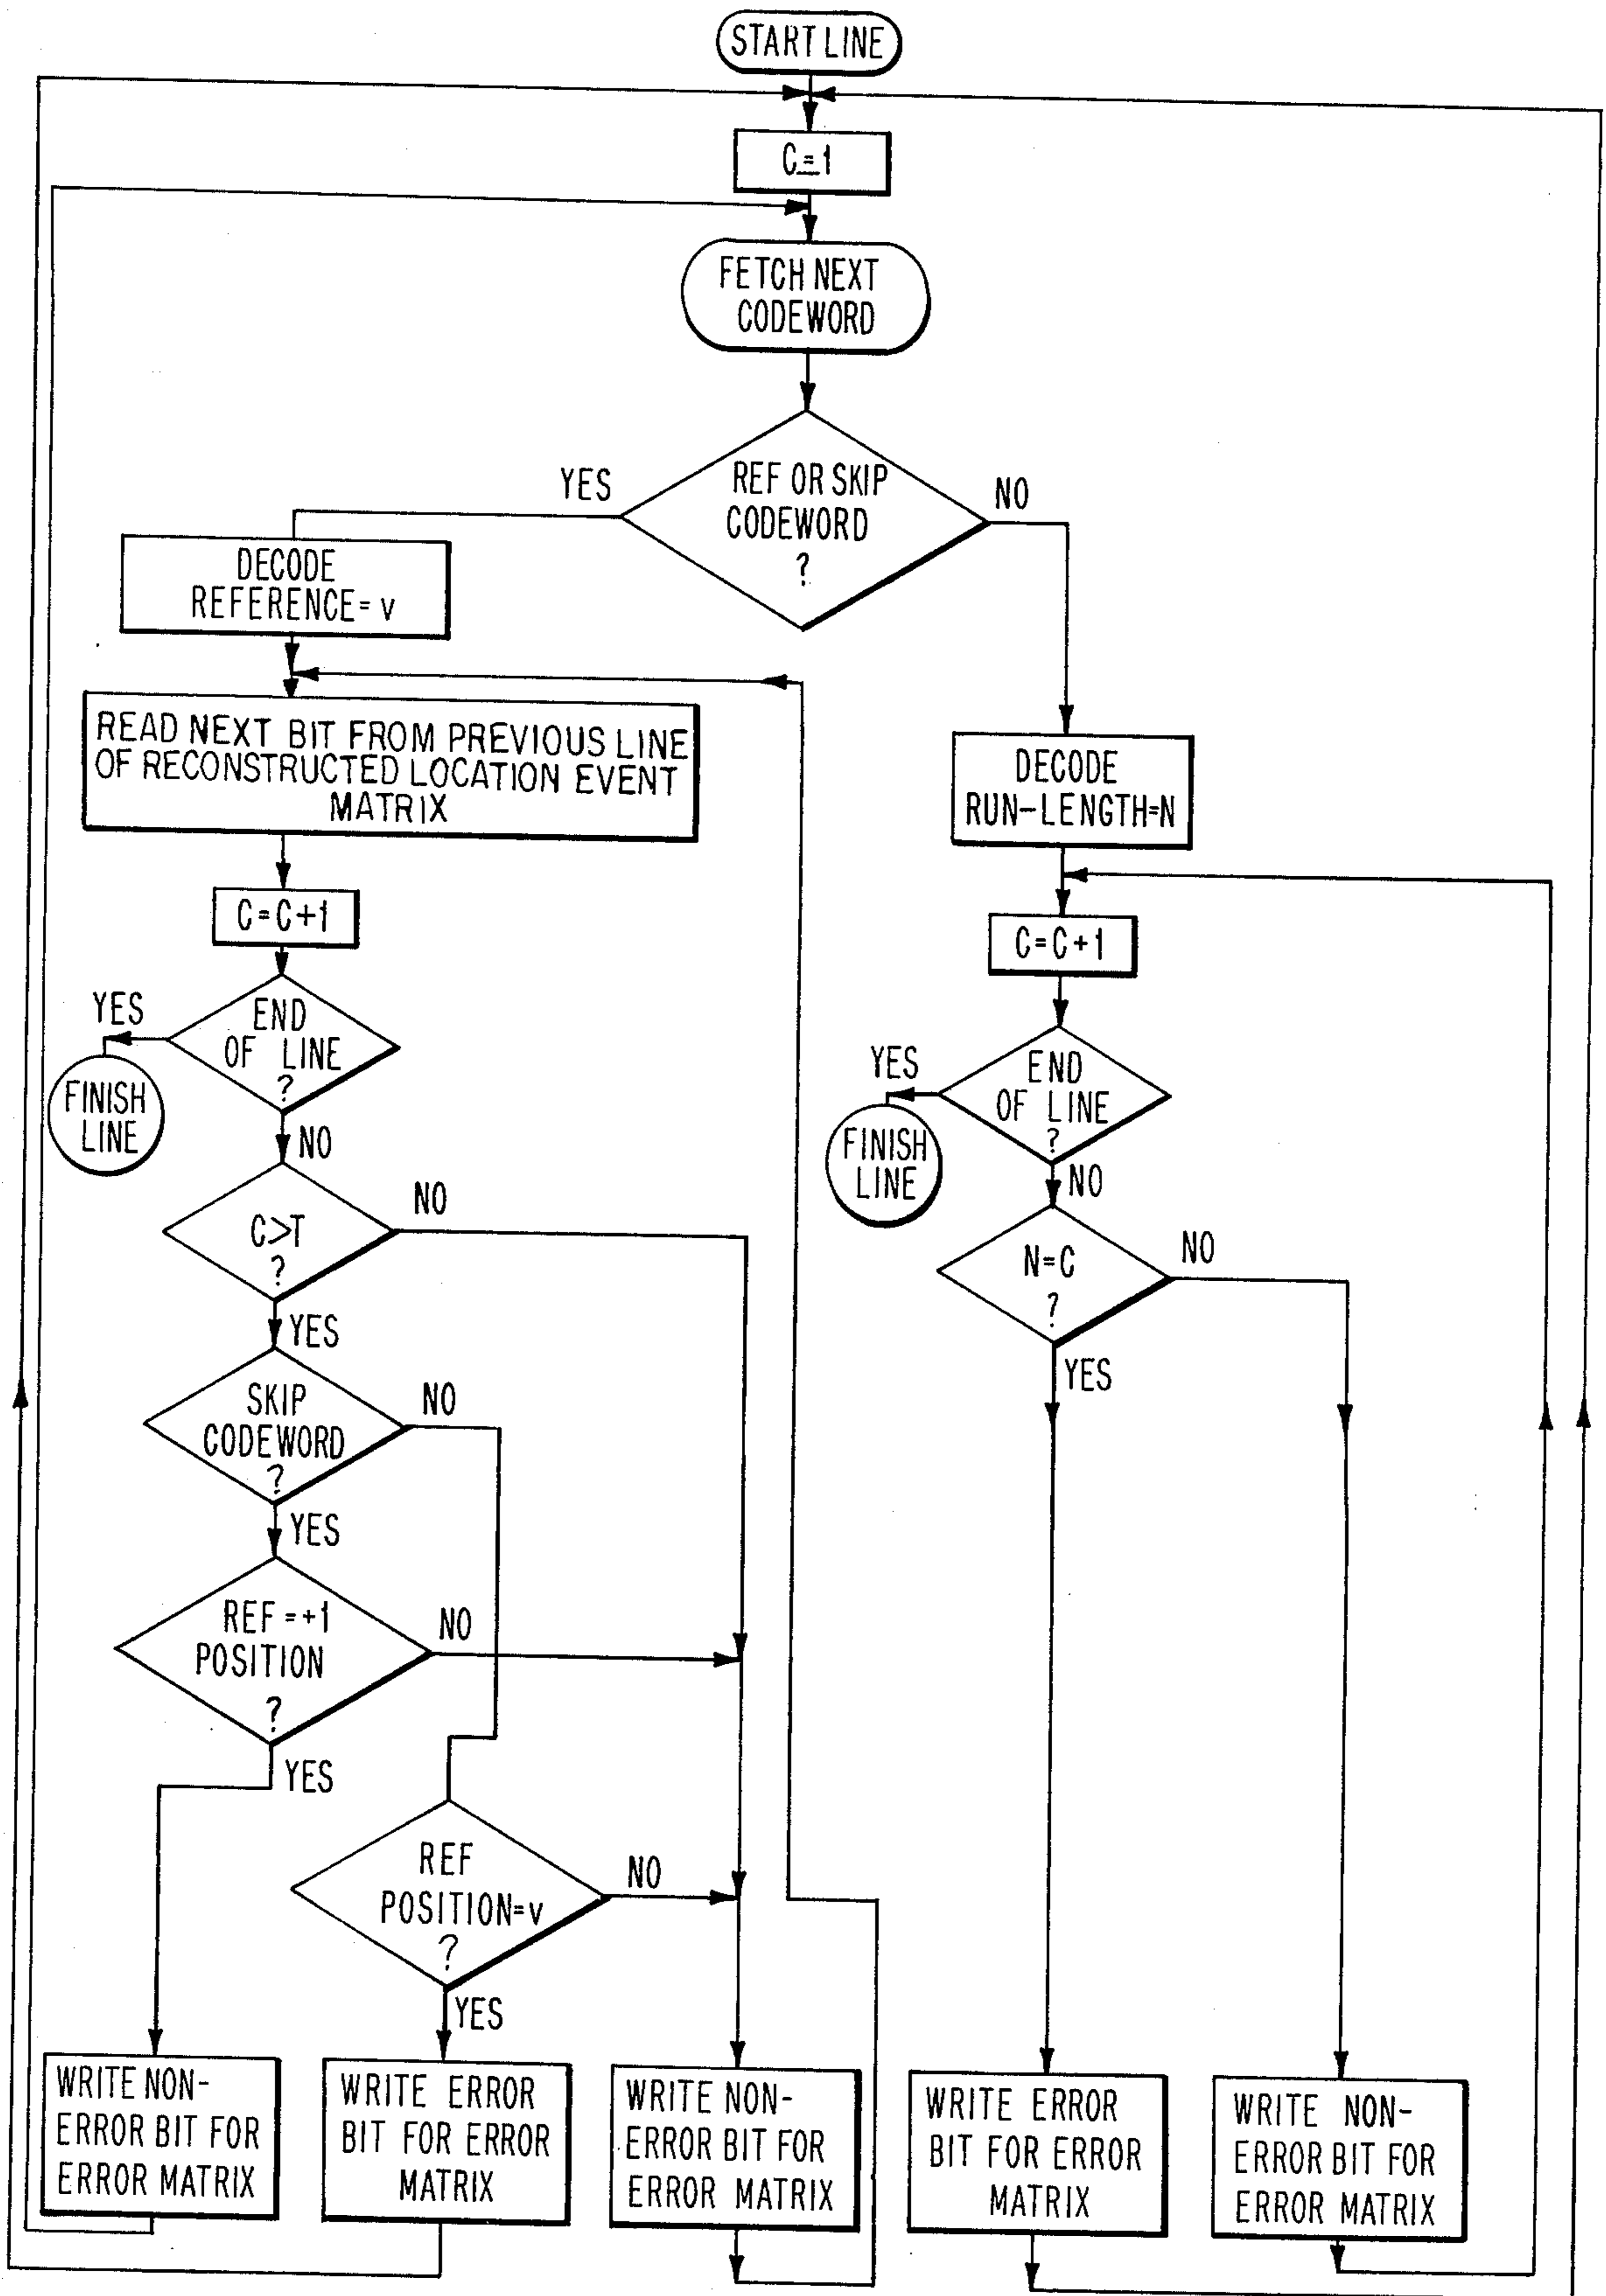 START LINE
C=1
FETCH NEXT
CODEWORD
REF OR SKIP
CODEWORD
?
YES
NO
DECODE
REFERENCE= v
READ NEXT BIT FROM PREVIOUS LINE
OF RECONSTRUCTED LOCATION EVENT
MATRIX
DECODE
RUN-LENGTH=N
C=C+1
C=C+1
END
OF LINE
?
YES
FINISH
LINE
NO
END
OF LINE
?
YES
FINISH
LINE
NO
C>T
?
NO
YES
N=C
?
NO
YES
SKIP
CODEWORD
?
NO
YES
REF=+1
POSITION
?
NO
YES
REF
POSITION=v
?
NO
YES
WRITE NON-
ERROR BIT FOR
ERROR MATRIX
WRITE ERROR
BIT FOR ERROR
MATRIX
WRITE NON-
ERROR BIT FOR
ERROR MATRIX
WRITE ERROR
BIT FOR ERROR
MATRIX
WRITE NON-
ERROR BIT FOR
ERROR MATRIX